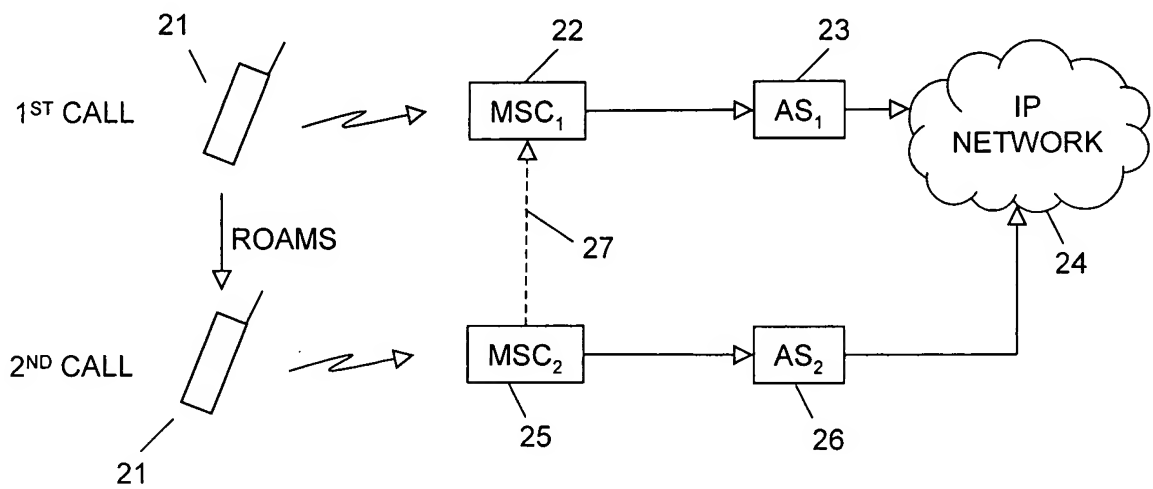 21
22
23
1ST CALL
MSC₁
AS₁
IP
NETWORK
ROAMS
27
24
2ND CALL
MSC₂
AS₂
21
25
26